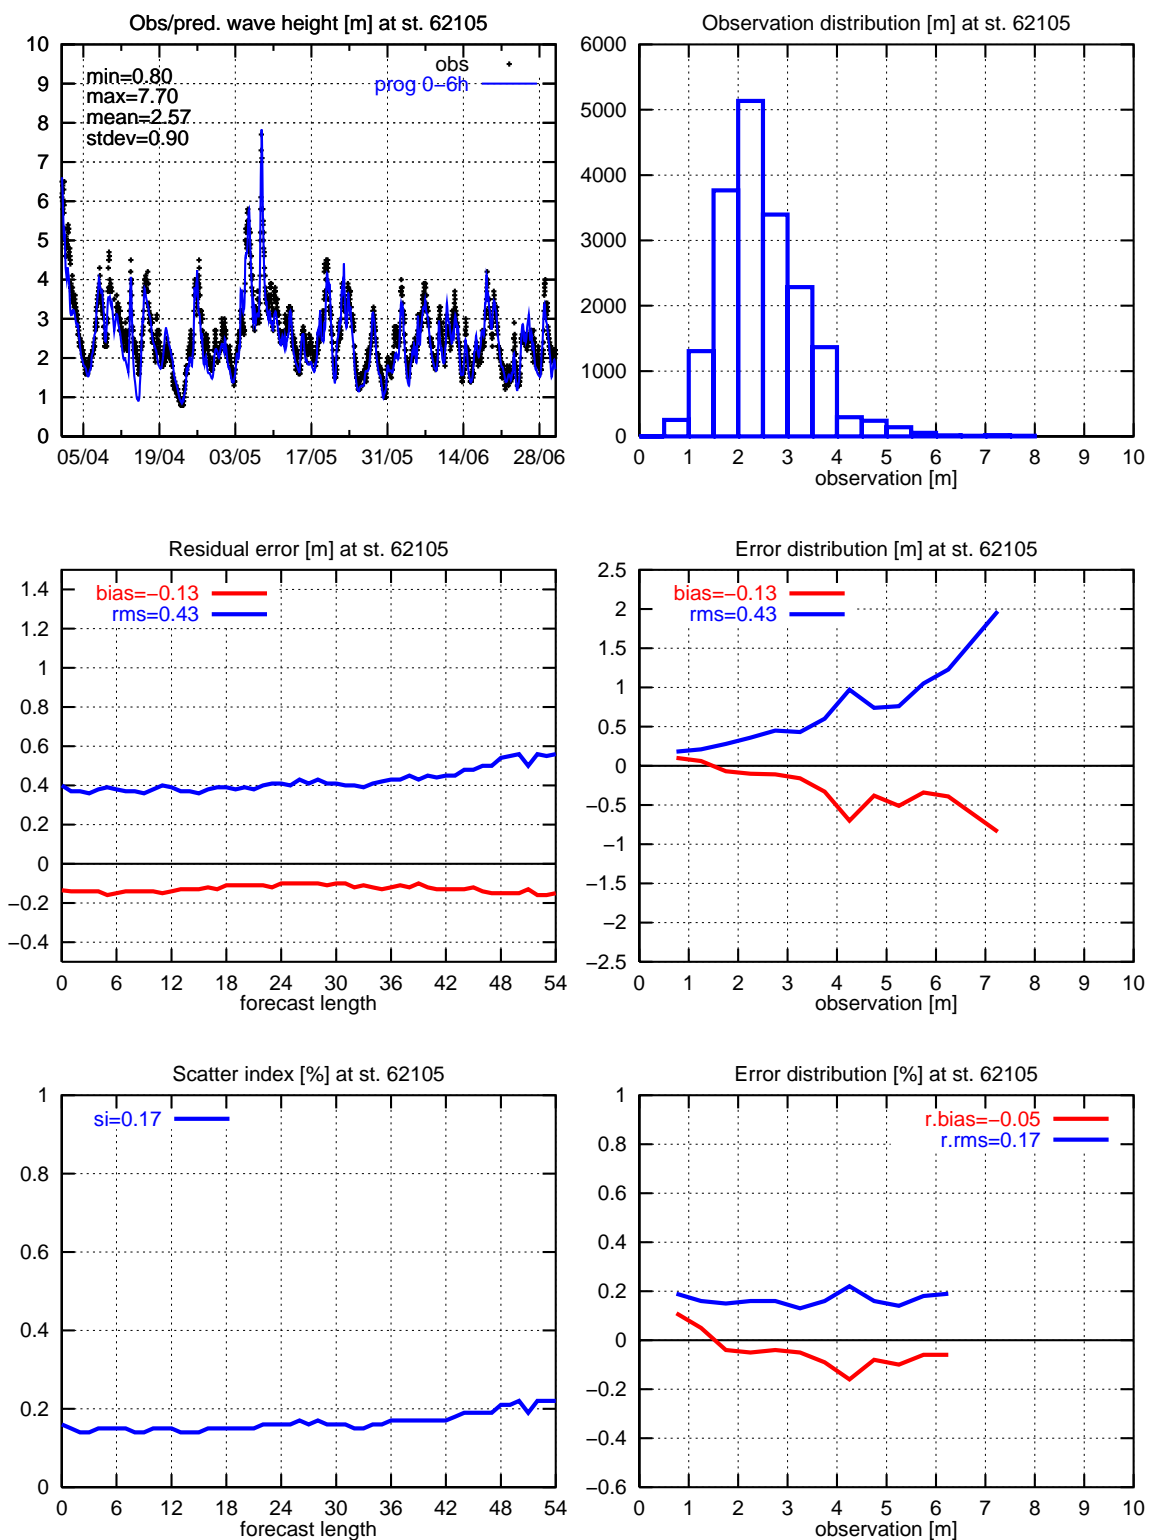 Obs/pred. wave height [m] at st. 62105
10
9
8
7
6
5
4
3
2
1
0
min=0.80
max=7.70
mean=2.57
stdev=0.90
obs
prog 0−6h
05/04 19/04 03/05 17/05 31/05 14/06 28/06
Observation distribution [m] at st. 62105
6000
5000
4000
3000
2000
1000
0
0 1 2 3 4 5 6 7 8 9 10
observation [m]
Residual error [m] at st. 62105
1.4
1.2
1
0.8
0.6
0.4
0.2
0
−0.2
−0.4
bias=−0.13
rms=0.43
0 6 12 18 24 30 36 42 48 54
forecast length
Error distribution [m] at st. 62105
2.5
2
1.5
1
0.5
0
−0.5
−1
−1.5
−2
−2.5
bias=−0.13
rms=0.43
0 1 2 3 4 5 6 7 8 9 10
observation [m]
Scatter index [%] at st. 62105
1
0.8
0.6
0.4
0.2
0
si=0.17
0 6 12 18 24 30 36 42 48 54
forecast length
Error distribution [%] at st. 62105
1
0.8
0.6
0.4
0.2
0
−0.2
−0.4
−0.6
r.bias=−0.05
r.rms=0.17
0 1 2 3 4 5 6 7 8 9 10
observation [m]